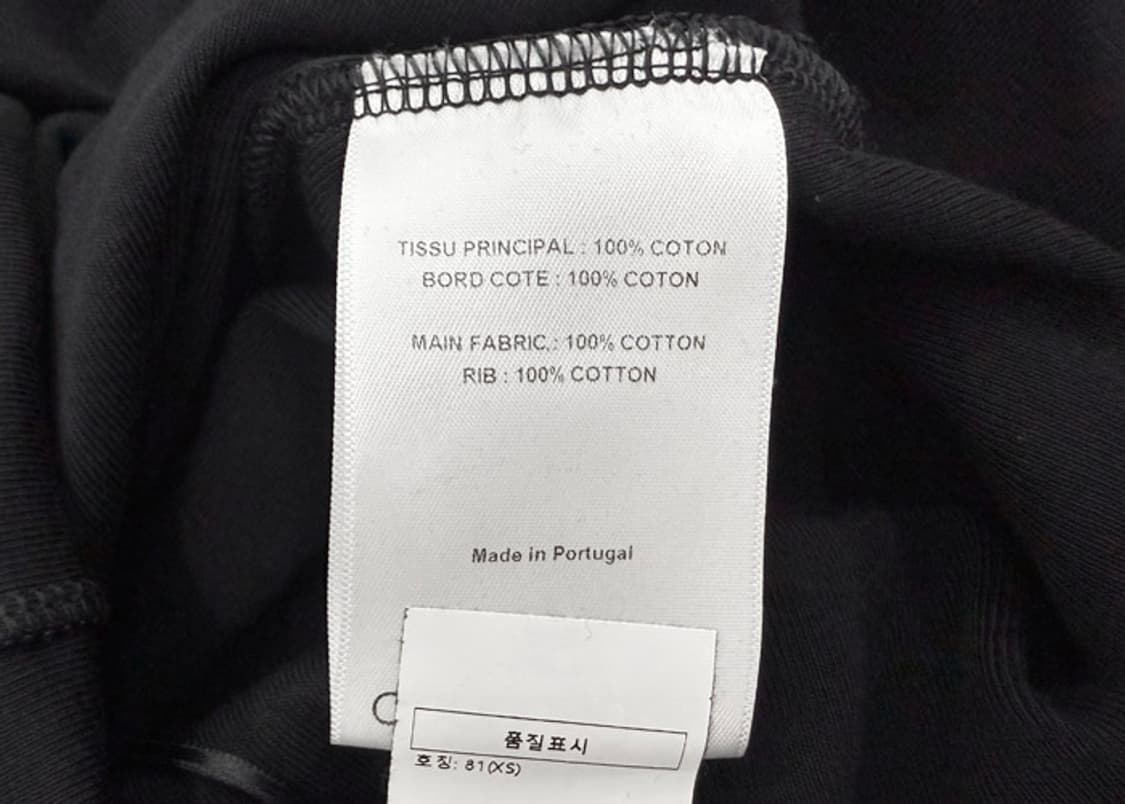 TISSU PRINCIPAL : 100% COTON
BORD COTE : 100% COTON
MAIN FABRIC.: 100% COTTON
RIB : 100% COTTON
Made in Portugal
품질표시
호칭: 81(XS)